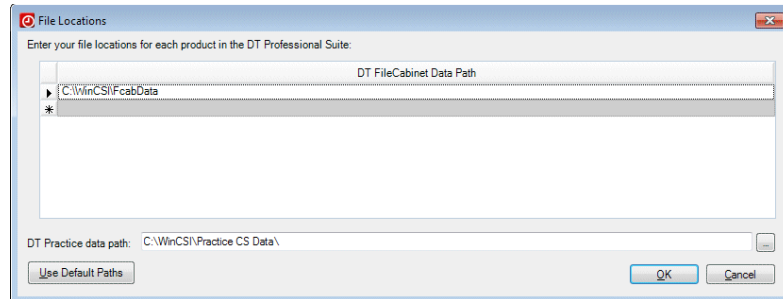 File Locations
Enter your file locations for each product in the DT Professional Suite:
DT FileCabinet Data Path
C:\WinCSI\FcabData
DT Practice data path: C:\WinCSI\Practice CS Data\ ...
Use Default Paths OK Cancel